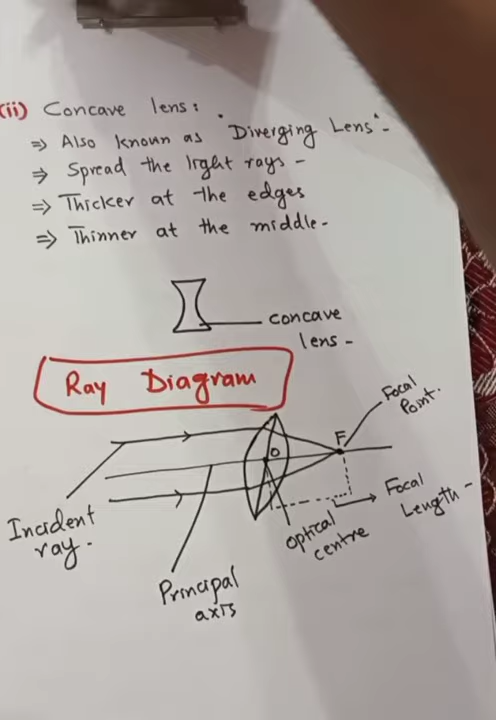 (ii) Concave lens:
⇒ Also known as "Diverging Lens".
⇒ Spread the light rays -
⇒ Thicker at the edges
⇒ Thinner at the middle -
concave
lens -
Ray Diagram
Focal
Point.
F
O
Focal
Length -
Incident
ray -
Optical
centre
Principal
axis